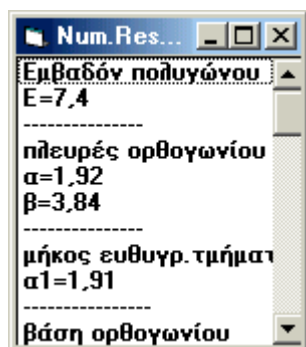 Num.Res...
Εμβαδόν πολυγώνου
Ε=7,4
---------------
πλευρές ορθογωνίου
α=1,92
β=3,84
---------------
μήκος ευθυγρ.τμήματ
α1=1,91
----------------
βάση ορθογωνίου